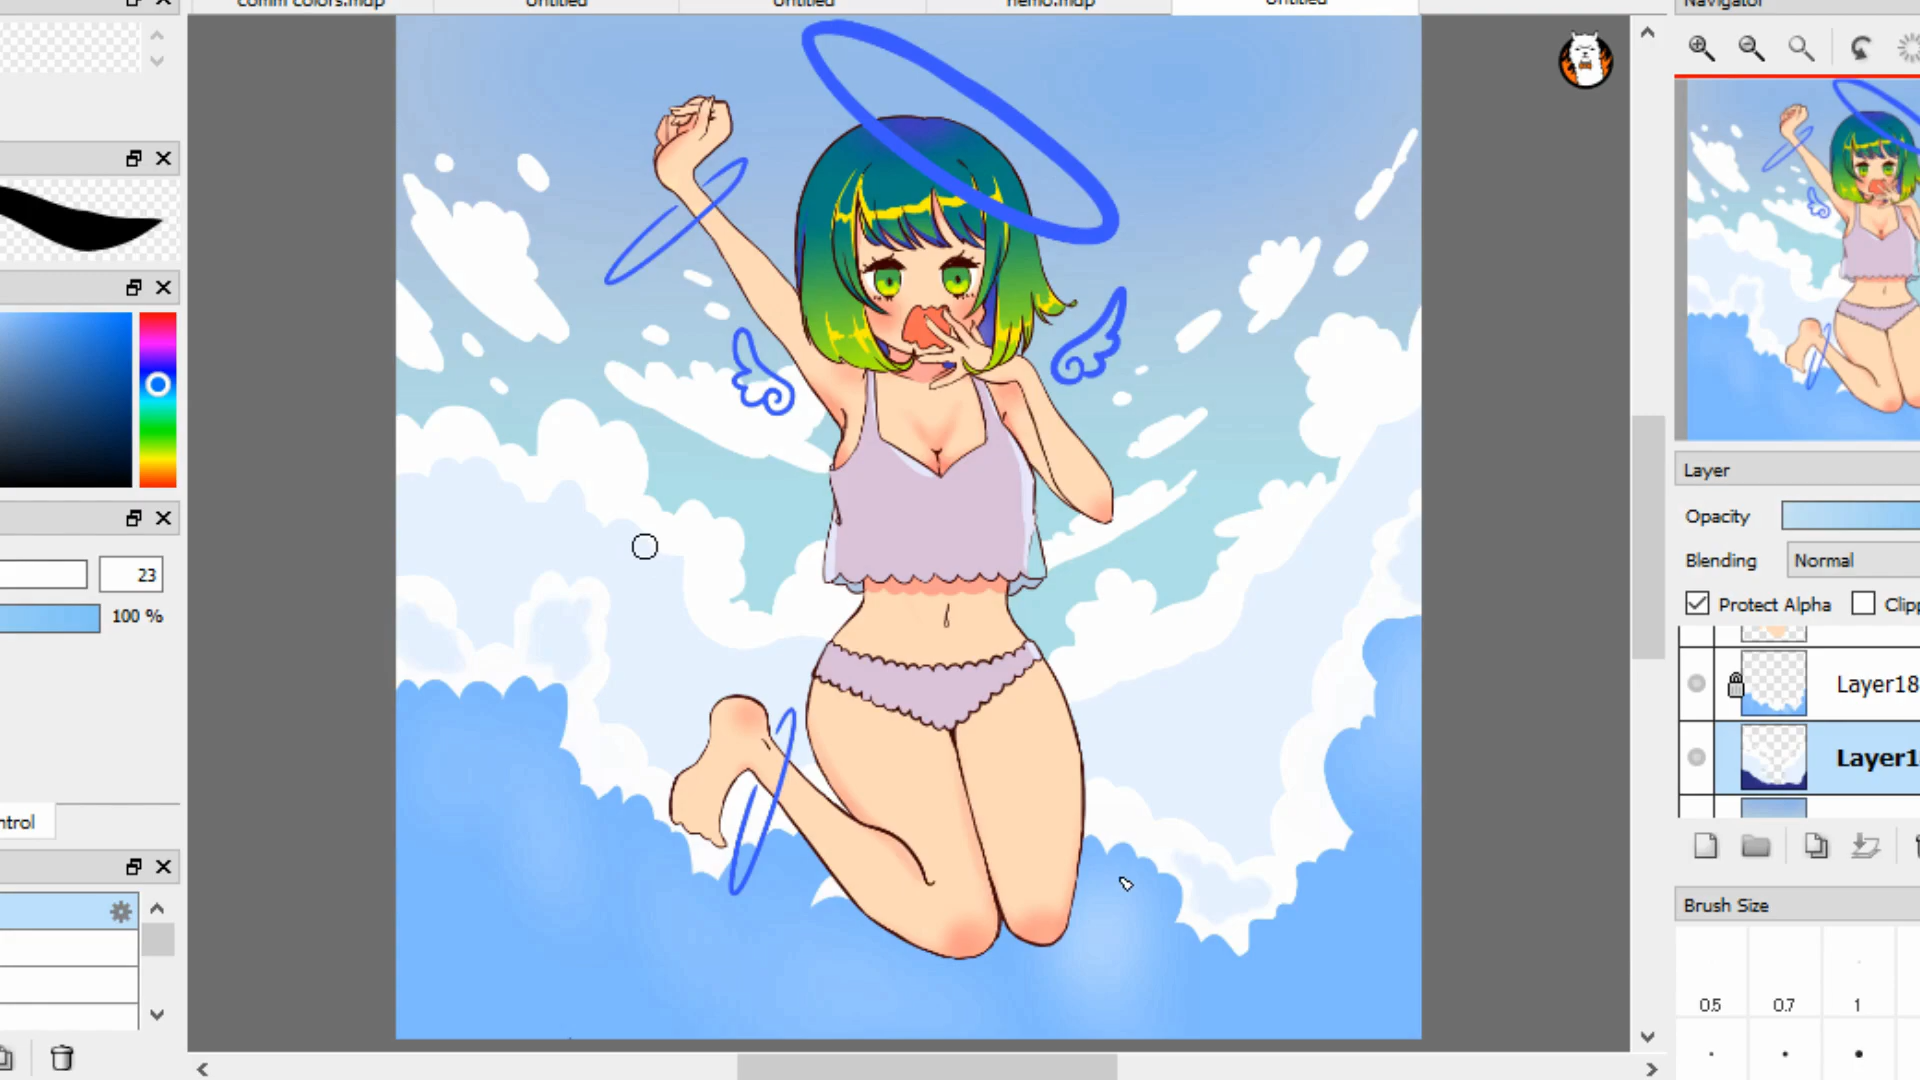 comm colors.mdp
Untitled
Untitled
nemo.mdp
Untitled
Navigator
Layer
Opacity
Blending
Normal
Protect Alpha
Clipp
23
100 %
Layer18
Layer1
ntrol
Brush Size
0.5
0.7
1